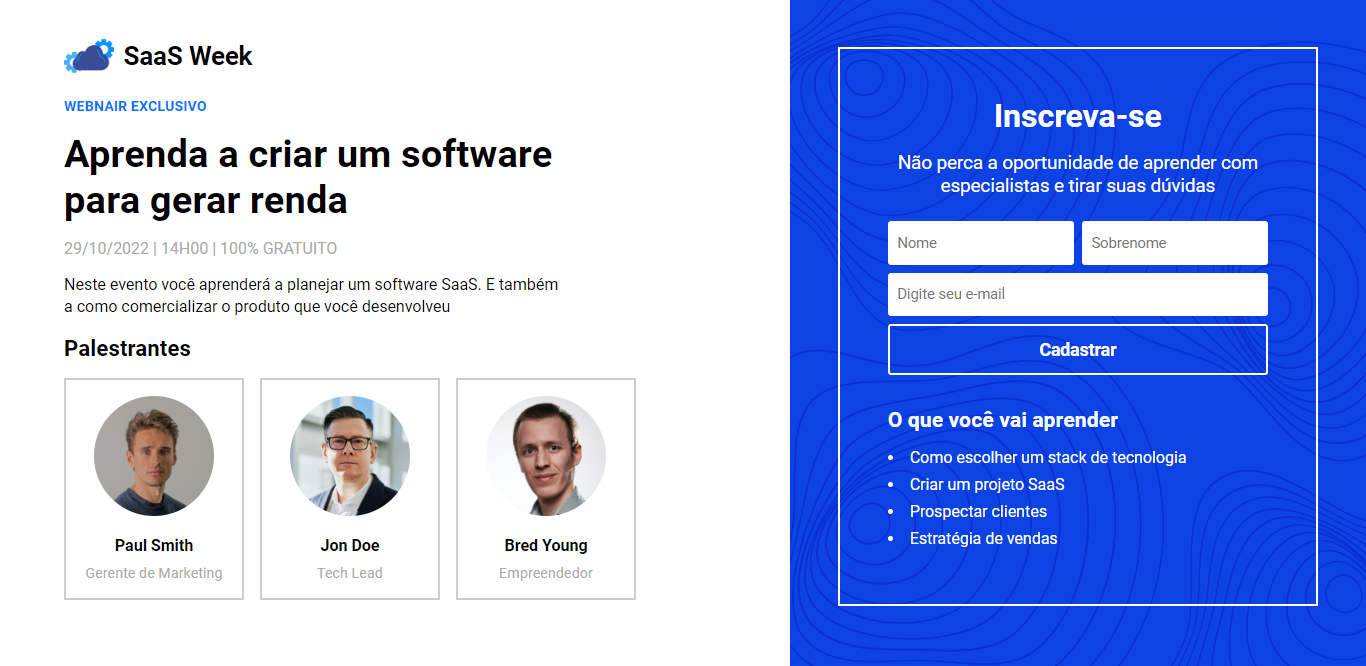 SaaS Week
WEBNAIR EXCLUSIVO
Aprenda a criar um software
para gerar renda
29/10/2022 | 14H00 | 100% GRATUITO
Neste evento você aprenderá a planejar um software SaaS. E também
a como comercializar o produto que você desenvolveu
Palestrantes
Paul Smith
Gerente de Marketing
Jon Doe
Tech Lead
Bred Young
Empreendedor
Inscreva-se
Não perca a oportunidade de aprender com
especialistas e tirar suas dúvidas
Nome
Sobrenome
Digite seu e-mail
Cadastrar
O que você vai aprender
• Como escolher um stack de tecnologia
• Criar um projeto SaaS
• Prospectar clientes
• Estratégia de vendas